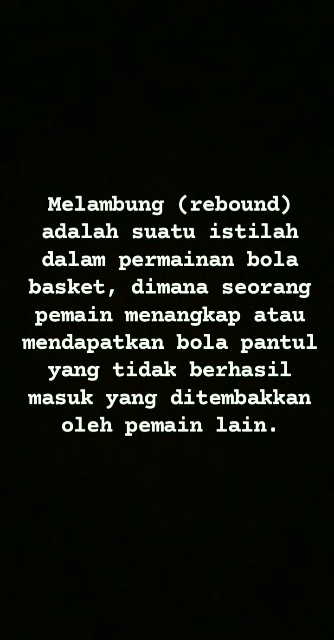 Melambung (rebound)
adalah suatu istilah
dalam permainan bola
basket, dimana seorang
pemain menangkap atau
mendapatkan bola pantul
yang tidak berhasil
masuk yang ditembakkan
oleh pemain lain.